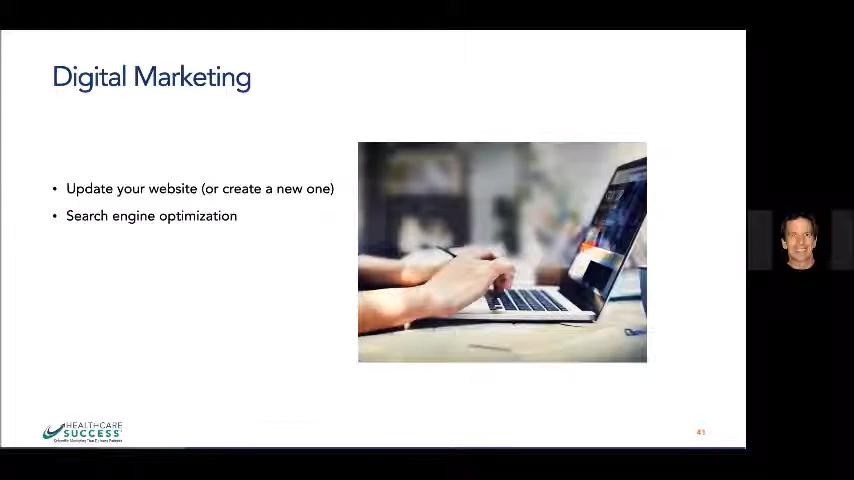 Digital Marketing
• Update your website (or create a new one)
• Search engine optimization
HEALTHCARE
SUCCESS
41